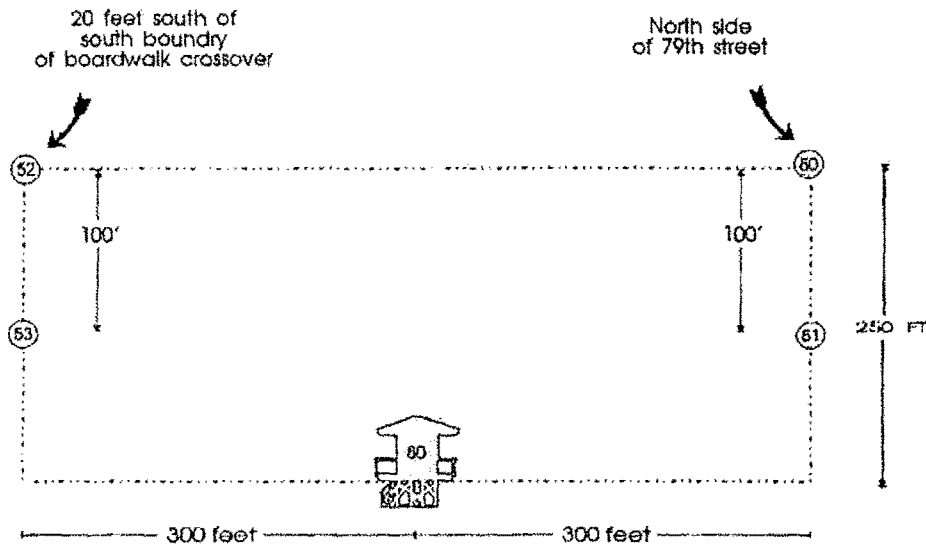 20 feet south of
south boundry
of boardwalk crossover
North side
of 79th street
52
50
100'
100'
53
51
250 FT
80
300 feet
300 feet